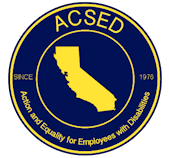 ACSED
SINCE 1976
Action and Equality for Employees with Disabilities